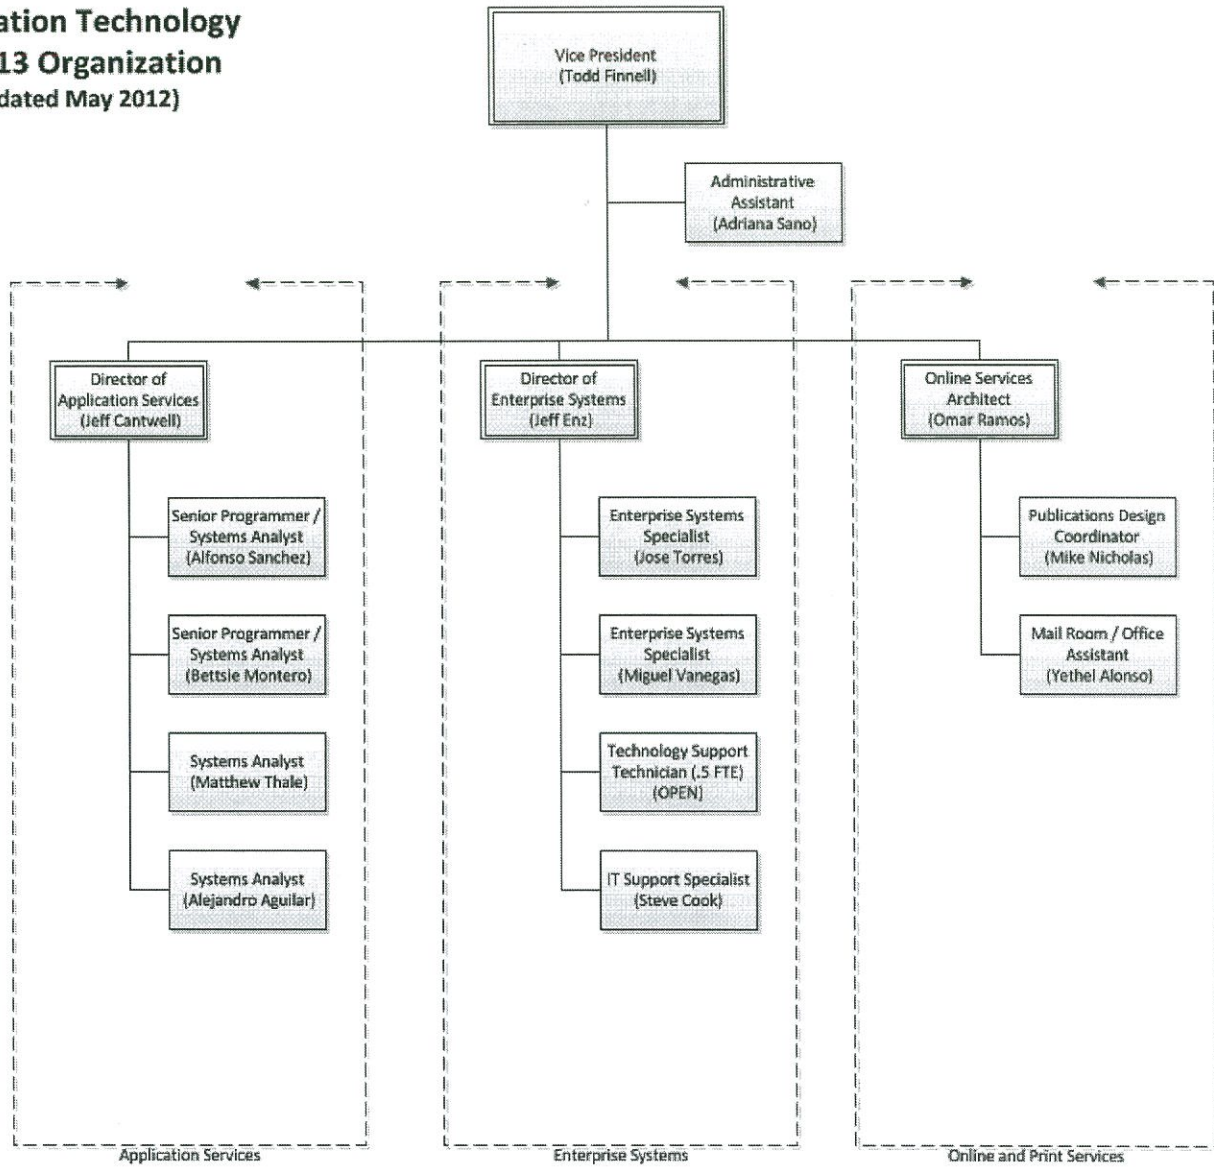 ation Technology
13 Organization
dated May 2012)
Vice President
(Todd Finnell)
Administrative
Assistant
(Adriana Sano)
Director of
Application Services
(Jeff Cantwell)
Director of
Enterprise Systems
(Jeff Enz)
Online Services
Architect
(Omar Ramos)
Senior Programmer /
Systems Analyst
(Alfonso Sanchez)
Enterprise Systems
Specialist
(Jose Torres)
Publications Design
Coordinator
(Mike Nicholas)
Senior Programmer /
Systems Analyst
(Bettsie Montero)
Enterprise Systems
Specialist
(Miguel Vanegas)
Mail Room / Office
Assistant
(Yethel Alonso)
Systems Analyst
(Matthew Thale)
Technology Support
Technician (.5 FTE)
(OPEN)
Systems Analyst
(Alejandro Aguilar)
IT Support Specialist
(Steve Cook)
Application Services
Enterprise Systems
Online and Print Services